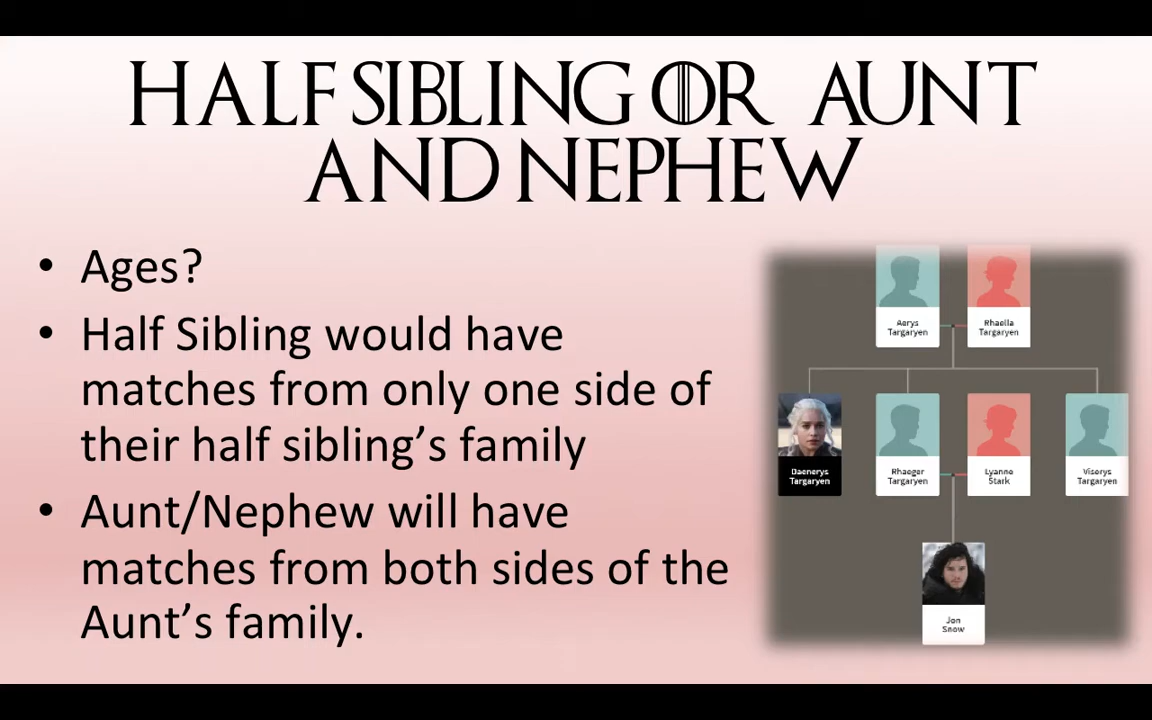 HALF SIBLING OR AUNT
AND NEPHEW
• Ages?
• Half Sibling would have
matches from only one side of
their half sibling's family
• Aunt/Nephew will have
matches from both sides of the
Aunt's family.
Aerys
Targaryen
Rhaella
Targaryen
Daenerys
Targaryen
Rhaegar
Targaryen
Lyanne
Stark
Viserys
Targaryen
Jon
Snow